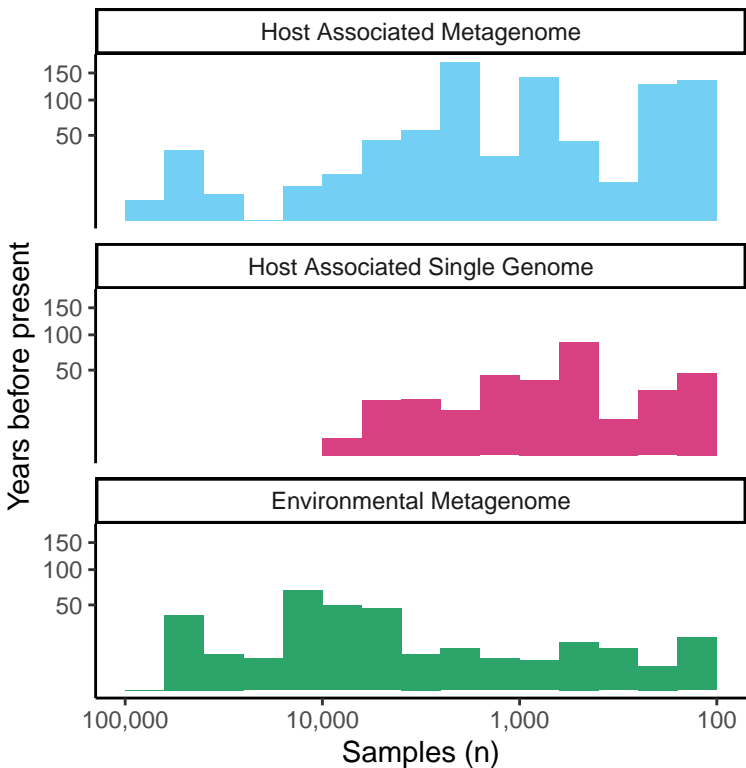 Host Associated Metagenome
150
100
50
Host Associated Single Genome
150
100
50
Environmental Metagenome
150
100
50
100,000 10,000 1,000 100
Samples (n)
Years before present